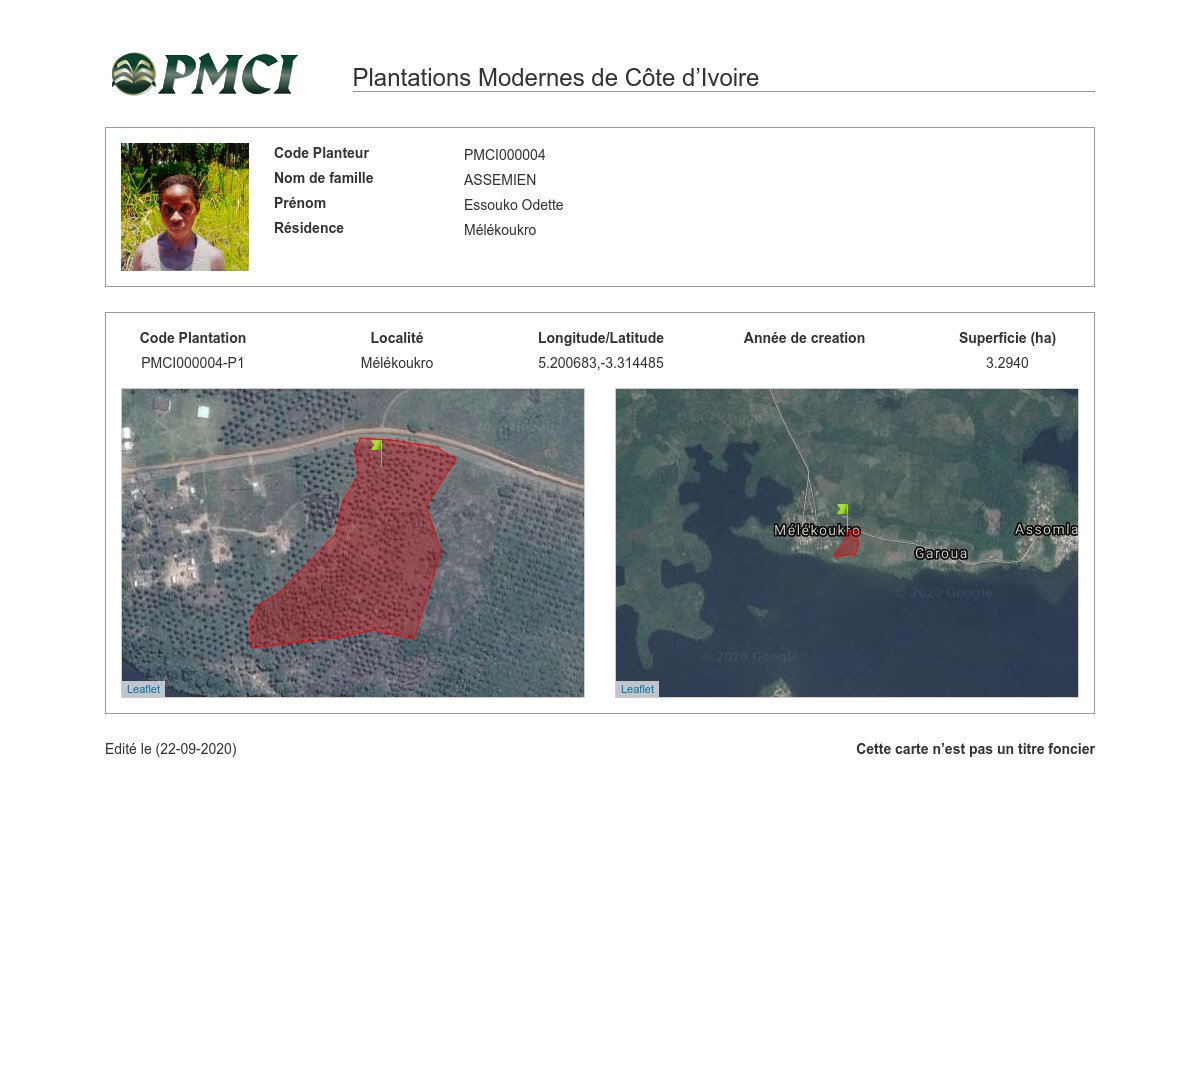 PMCI
Plantations Modernes de Côte d’Ivoire
Code Planteur PMCI000004
Nom de famille ASSEMIEN
Prénom Essouko Odette
Résidence Mélékoukro
Code Plantation Localité Longitude/Latitude Année de creation Superficie (ha)
PMCI000004-P1 Mélékoukro 5.200683,-3.314485 3.2940
Leaflet
Mélékoukro
Assomla
Garoua
© 2020 Google
© 2020 Google
Leaflet
Edité le (22-09-2020) Cette carte n’est pas un titre foncier